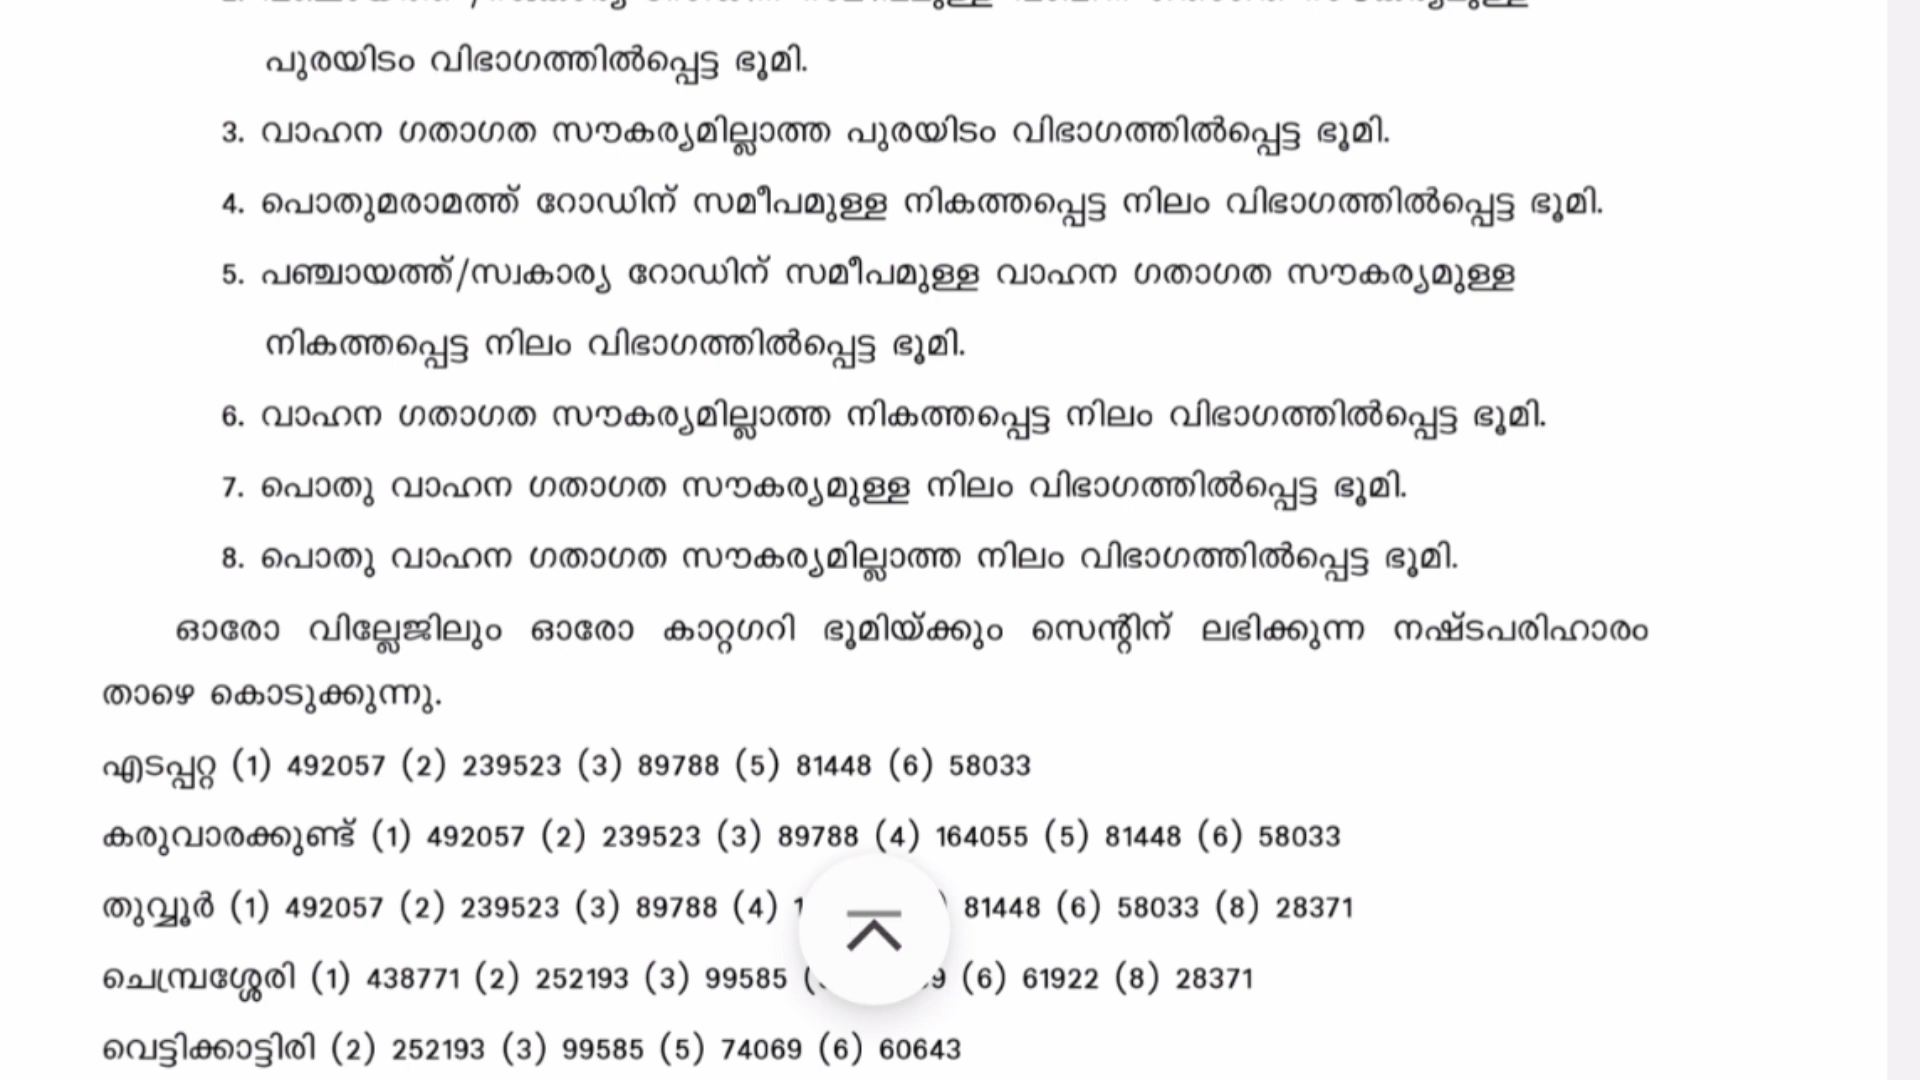 പുരയിടം വിഭാഗത്തിൽപ്പെട്ട ഭൂമി.
3. വാഹന ഗതാഗത സൗകര്യമില്ലാത്ത പുരയിടം വിഭാഗത്തിൽപ്പെട്ട ഭൂമി.
4. പൊതുമരാമത്ത് റോഡിന് സമീപമുള്ള നികത്തപ്പെട്ട നിലം വിഭാഗത്തിൽപ്പെട്ട ഭൂമി.
5. പഞ്ചായത്ത്/സ്വകാര്യ റോഡിന് സമീപമുള്ള വാഹന ഗതാഗത സൗകര്യമുള്ള
നികത്തപ്പെട്ട നിലം വിഭാഗത്തിൽപ്പെട്ട ഭൂമി.
6. വാഹന ഗതാഗത സൗകര്യമില്ലാത്ത നികത്തപ്പെട്ട നിലം വിഭാഗത്തിൽപ്പെട്ട ഭൂമി.
7. പൊതു വാഹന ഗതാഗത സൗകര്യമുള്ള നിലം വിഭാഗത്തിൽപ്പെട്ട ഭൂമി.
8. പൊതു വാഹന ഗതാഗത സൗകര്യമില്ലാത്ത നിലം വിഭാഗത്തിൽപ്പെട്ട ഭൂമി.
ഓരോ വില്ലേജിലും ഓരോ കാറ്റഗറി ഭൂമിയ്ക്കും സെന്റിന് ലഭിക്കുന്ന നഷ്ടപരിഹാരം
താഴെ കൊടുക്കുന്നു.
എടപ്പറ്റ (1) 492057 (2) 239523 (3) 89788 (5) 81448 (6) 58033
കരുവാരക്കുണ്ട് (1) 492057 (2) 239523 (3) 89788 (4) 164055 (5) 81448 (6) 58033
തുവ്വൂർ (1) 492057 (2) 239523 (3) 89788 (4) 81448 (6) 58033 (8) 28371
ചെമ്പ്രശ്ശേരി (1) 438771 (2) 252193 (3) 99585 (6) 61922 (8) 28371
വെട്ടിക്കാട്ടിരി (2) 252193 (3) 99585 (5) 74069 (6) 60643